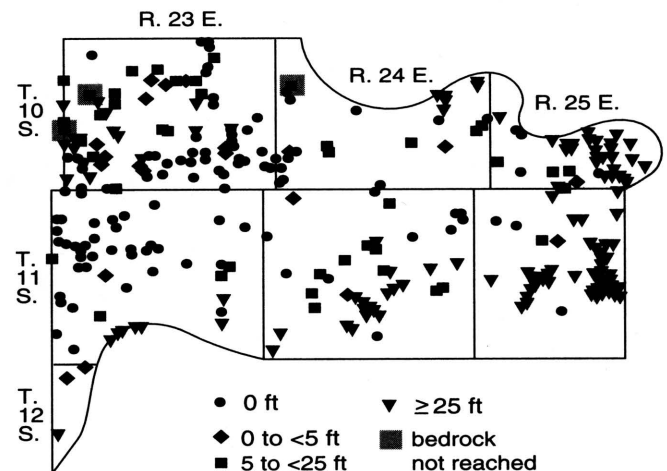 R. 23 E.
R. 24 E.
R. 25 E.
T.
10
S.
T.
11
S.
T.
12
S.
0 ft
0 to <5 ft
5 to <25 ft
≥25 ft
bedrock
not reached